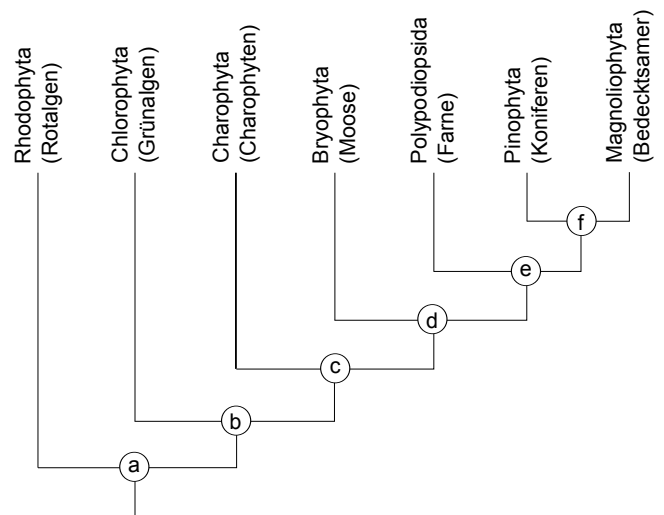 Rhodophyta
(Rotalgen)
Chlorophyta
(Grünalgen)
Charophyta
(Charophyten)
Bryophyta
(Moose)
Polypodiopsida
(Farne)
Pinophyta
(Koniferen)
Magnoliophyta
(Bedecktsamer)
f
e
d
c
b
a